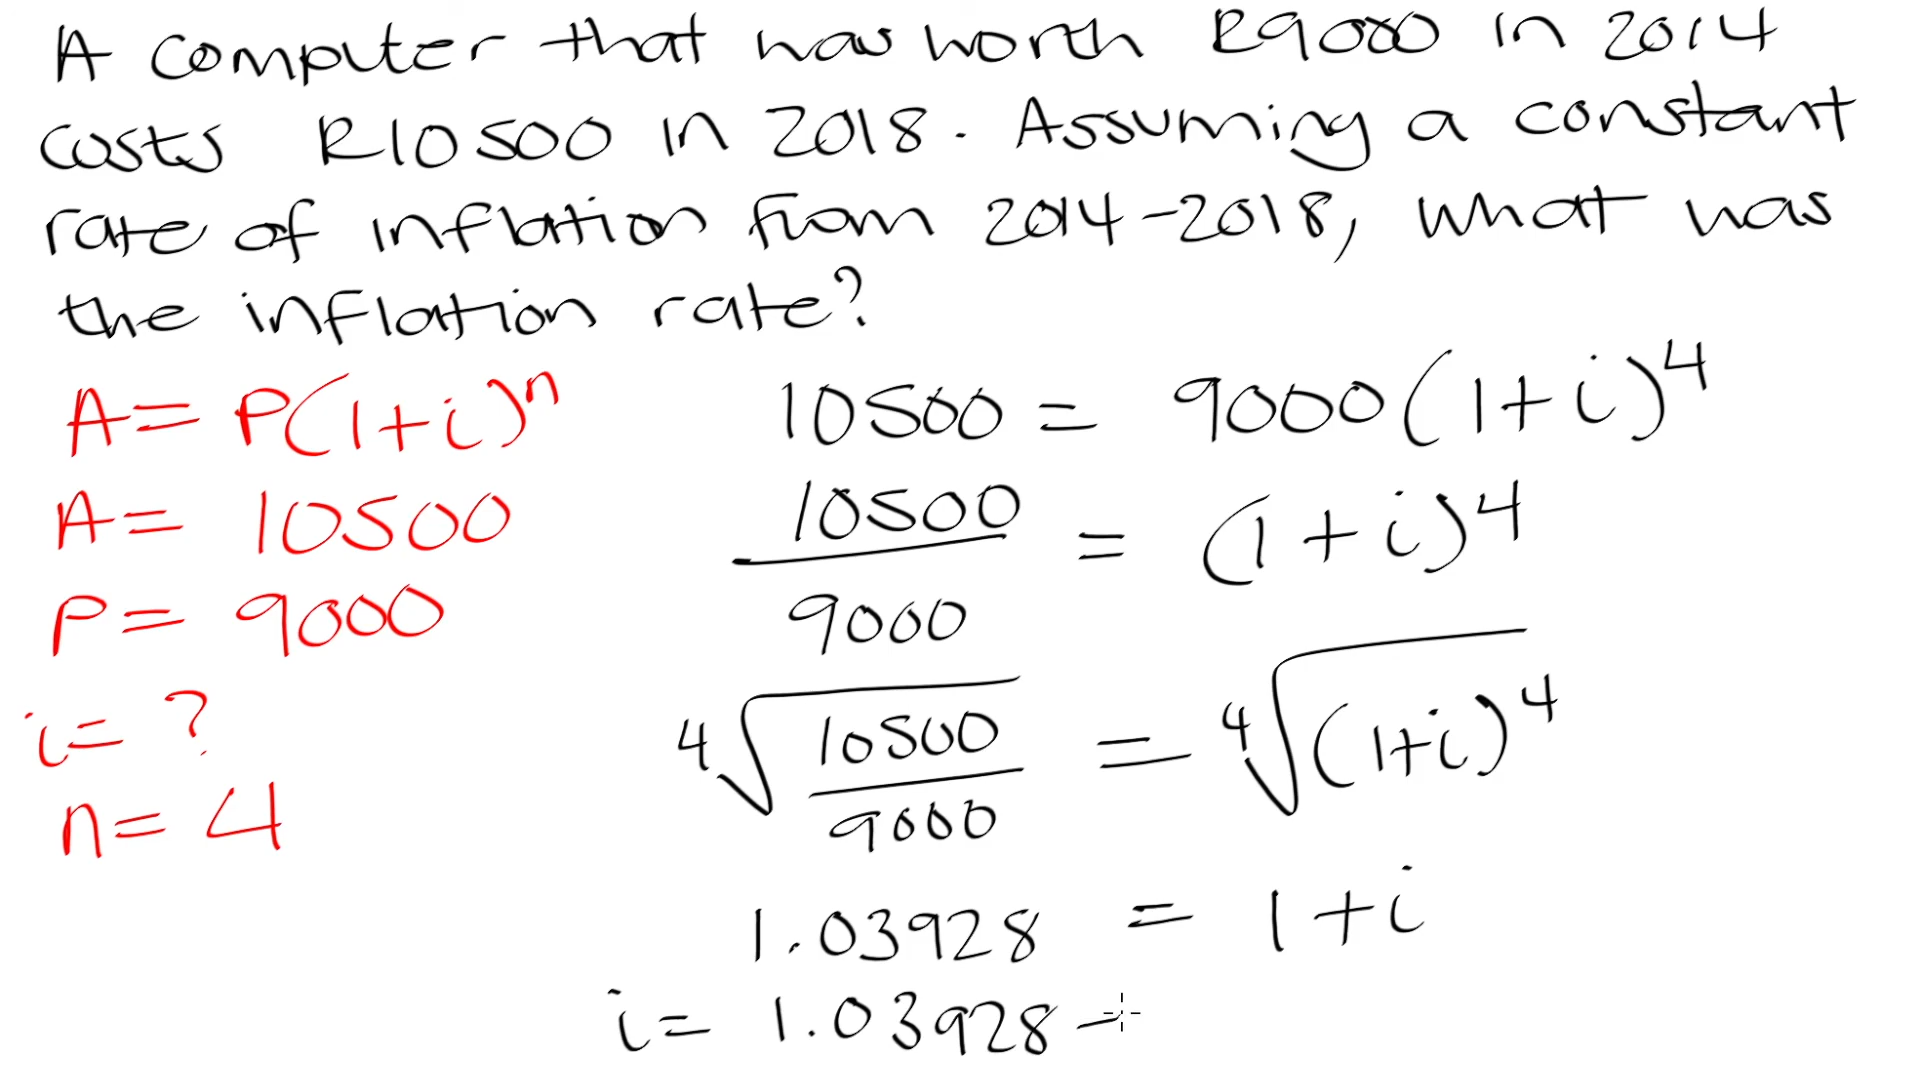 A computer that was worth R9000 in 2014
costs R10500 in 2018. Assuming a constant
rate of inflation from 2014-2018, what was
the inflation rate?
A= P(1+i)^n
A= 10500
P= 9000
i= ?
n= 4
10500 = 9000(1+i)^4
10500/9000 = (1+i)^4
4√(10500/9000) = 4√((1+i)^4)
1.03928 = 1+i
i= 1.03928 -